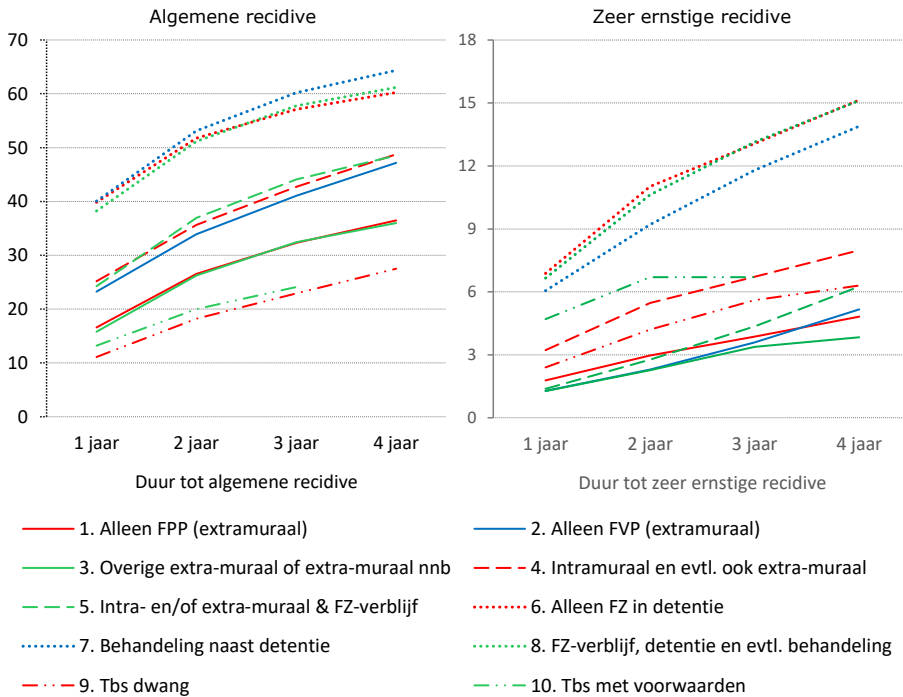 Algemene recidive
70
60
50
40
30
20
10
0
1 jaar 2 jaar 3 jaar 4 jaar
Duur tot algemene recidive
Zeer ernstige recidive
18
15
12
9
6
3
0
1 jaar 2 jaar 3 jaar 4 jaar
Duur tot zeer ernstige recidive
1. Alleen FPP (extramuraal)
2. Alleen FVP (extramuraal)
3. Overige extra-muraal of extra-muraal nnb
4. Intramuraal en evtl. ook extra-muraal
5. Intra- en/of extra-muraal & FZ-verblijf
6. Alleen FZ in detentie
7. Behandeling naast detentie
8. FZ-verblijf, detentie en evtl. behandeling
9. Tbs dwang
10. Tbs met voorwaarden